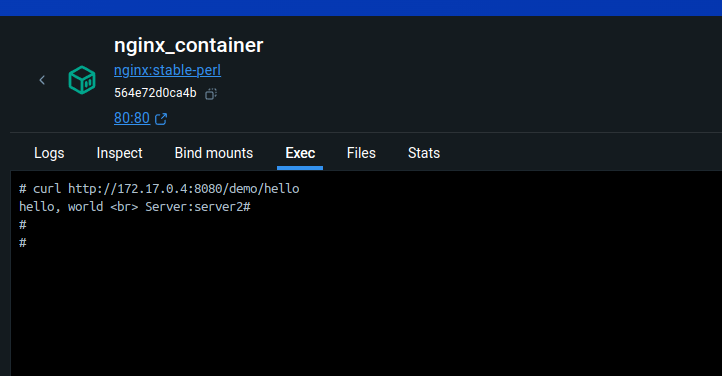 nginx_container
nginx:stable-perl
564e72d0ca4b
80:80
Logs Inspect Bind mounts Exec Files Stats
# curl http://172.17.0.4:8080/demo/hello
hello, world <br> Server:server2#
#
#